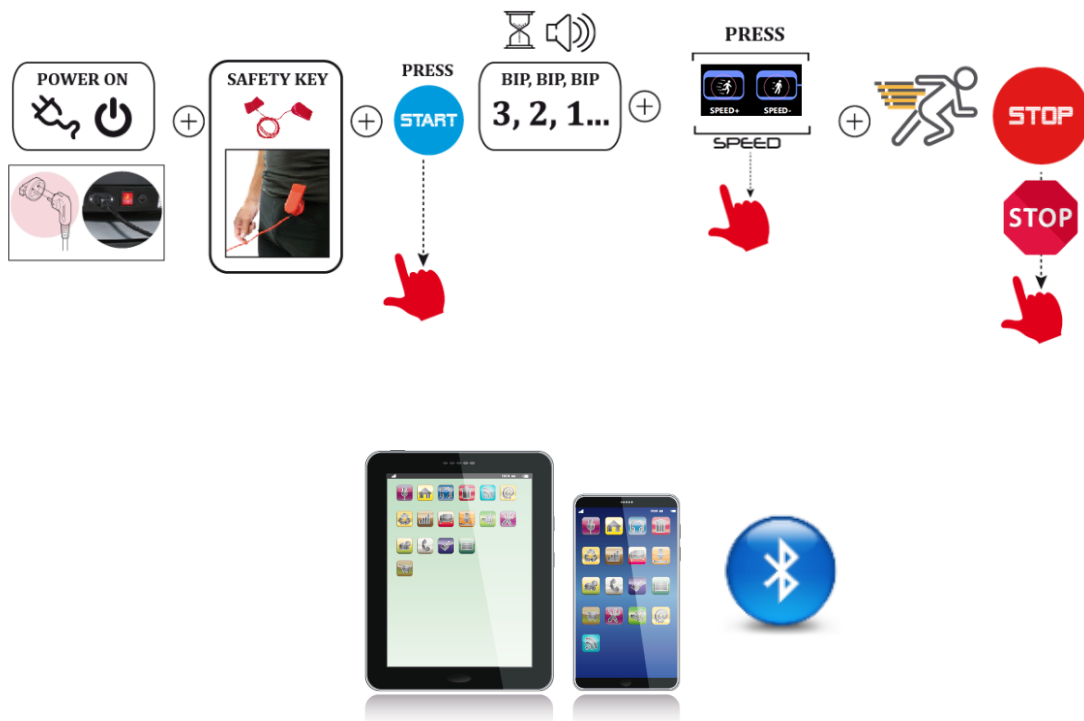 POWER ON
SAFETY KEY
PRESS
START
BIP, BIP, BIP
3, 2, 1...
PRESS
SPEED+ SPEED-
SPEED
STOP
STOP